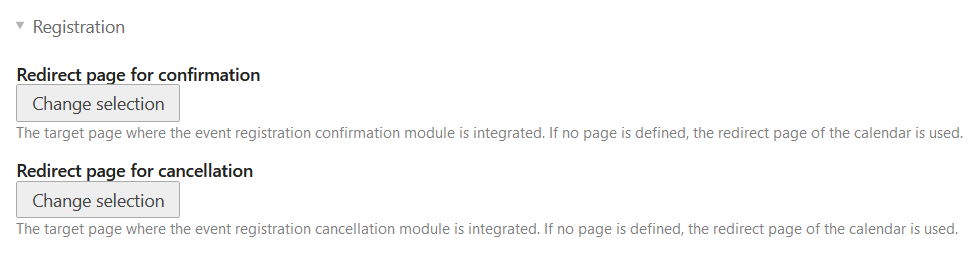 Registration
Redirect page for confirmation
Change selection
The target page where the event registration confirmation module is integrated. If no page is defined, the redirect page of the calendar is used.
Redirect page for cancellation
Change selection
The target page where the event registration cancellation module is integrated. If no page is defined, the redirect page of the calendar is used.